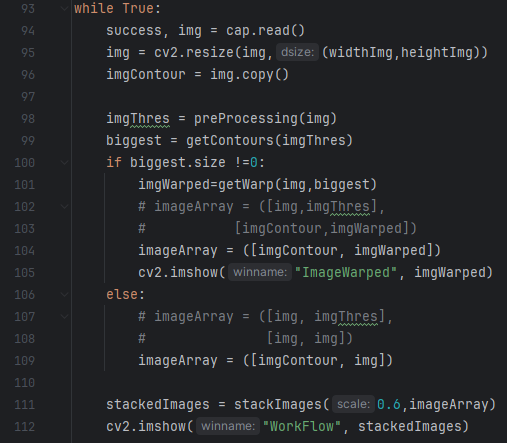 93 while True:
94 success, img = cap.read()
95 img = cv2.resize(img, dsize: (widthImg,heightImg))
96 imgContour = img.copy()
97
98 imgThres = preProcessing(img)
99 biggest = getContours(imgThres)
100 if biggest.size !=0:
101 imgWarped=getWarp(img,biggest)
102 # imageArray = ([img,imgThres],
103 # [imgContour,imgWarped])
104 imageArray = ([imgContour, imgWarped])
105 cv2.imshow( winname: "ImageWarped", imgWarped)
106 else:
107 # imageArray = ([img, imgThres],
108 # [img, img])
109 imageArray = ([imgContour, img])
110
111 stackedImages = stackImages( scale: 0.6,imageArray)
112 cv2.imshow( winname: "WorkFlow", stackedImages)